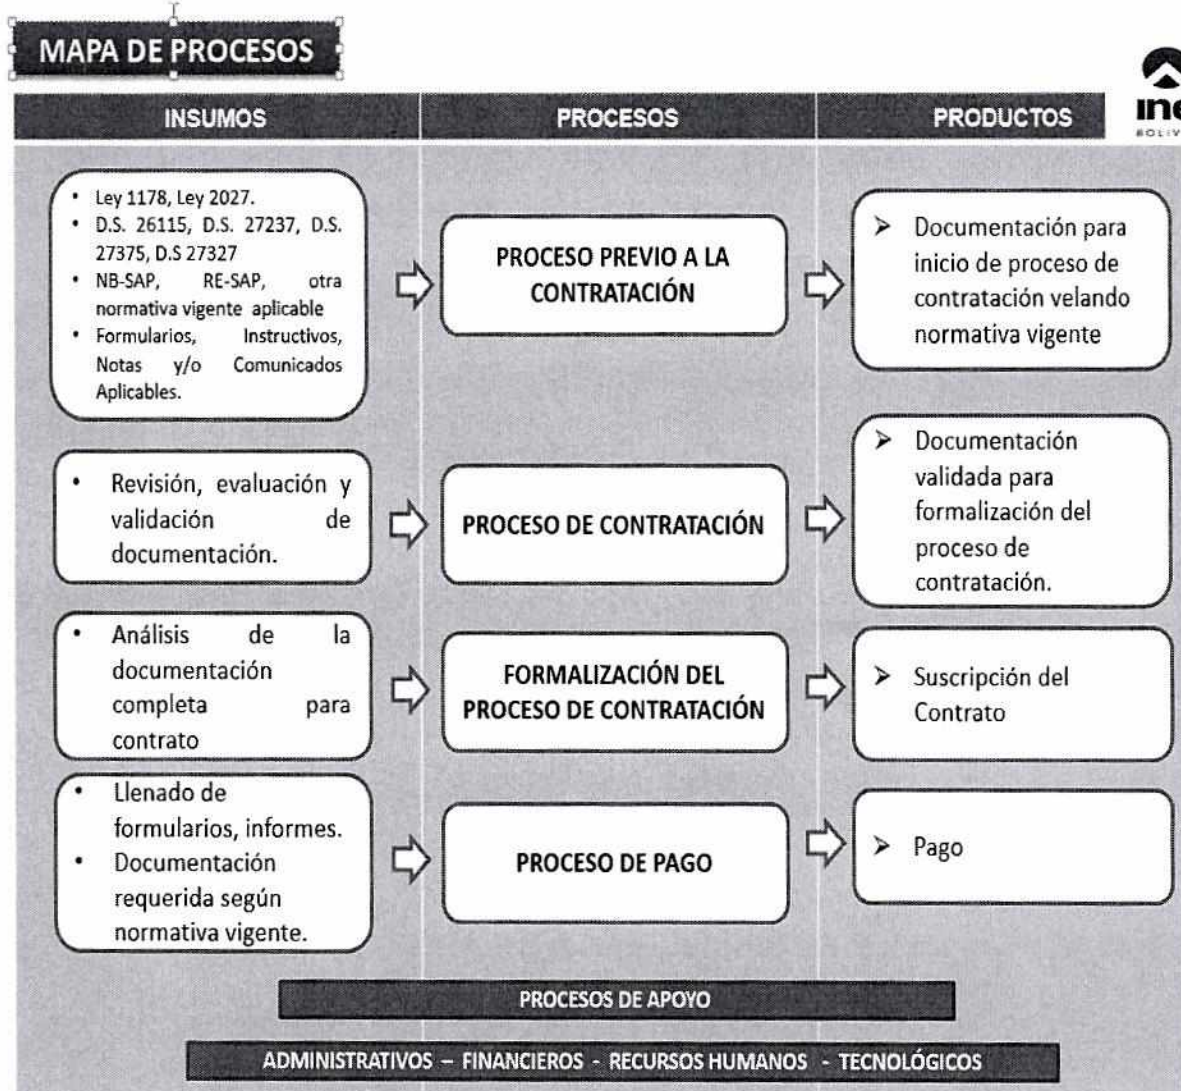 MAPA DE PROCESOS
INSUMOS
PROCESOS
PRODUCTOS
BOLIV
• Ley 1178, Ley 2027.
• D.S. 26115, D.S. 27237, D.S.
27375, D.S 27327
• NB-SAP, RE-SAP, otra
normativa vigente aplicable
• Formularios, Instructivos,
Notas y/o Comunicados
Aplicables.
PROCESO PREVIO A LA
CONTRATACIÓN
➢ Documentación para
inicio de proceso de
contratación velando
normativa vigente
• Revisión, evaluación y
validación de
documentación.
PROCESO DE CONTRATACIÓN
➢ Documentación
validada para
formalización del
proceso de
contratación.
• Análisis de la
documentación
completa para
contrato
FORMALIZACIÓN DEL
PROCESO DE CONTRATACIÓN
➢ Suscripción del
Contrato
• Llenado de
formularios, informes.
• Documentación
requerida según
normativa vigente.
PROCESO DE PAGO
➢ Pago
PROCESOS DE APOYO
ADMINISTRATIVOS – FINANCIEROS - RECURSOS HUMANOS - TECNOLÓGICOS